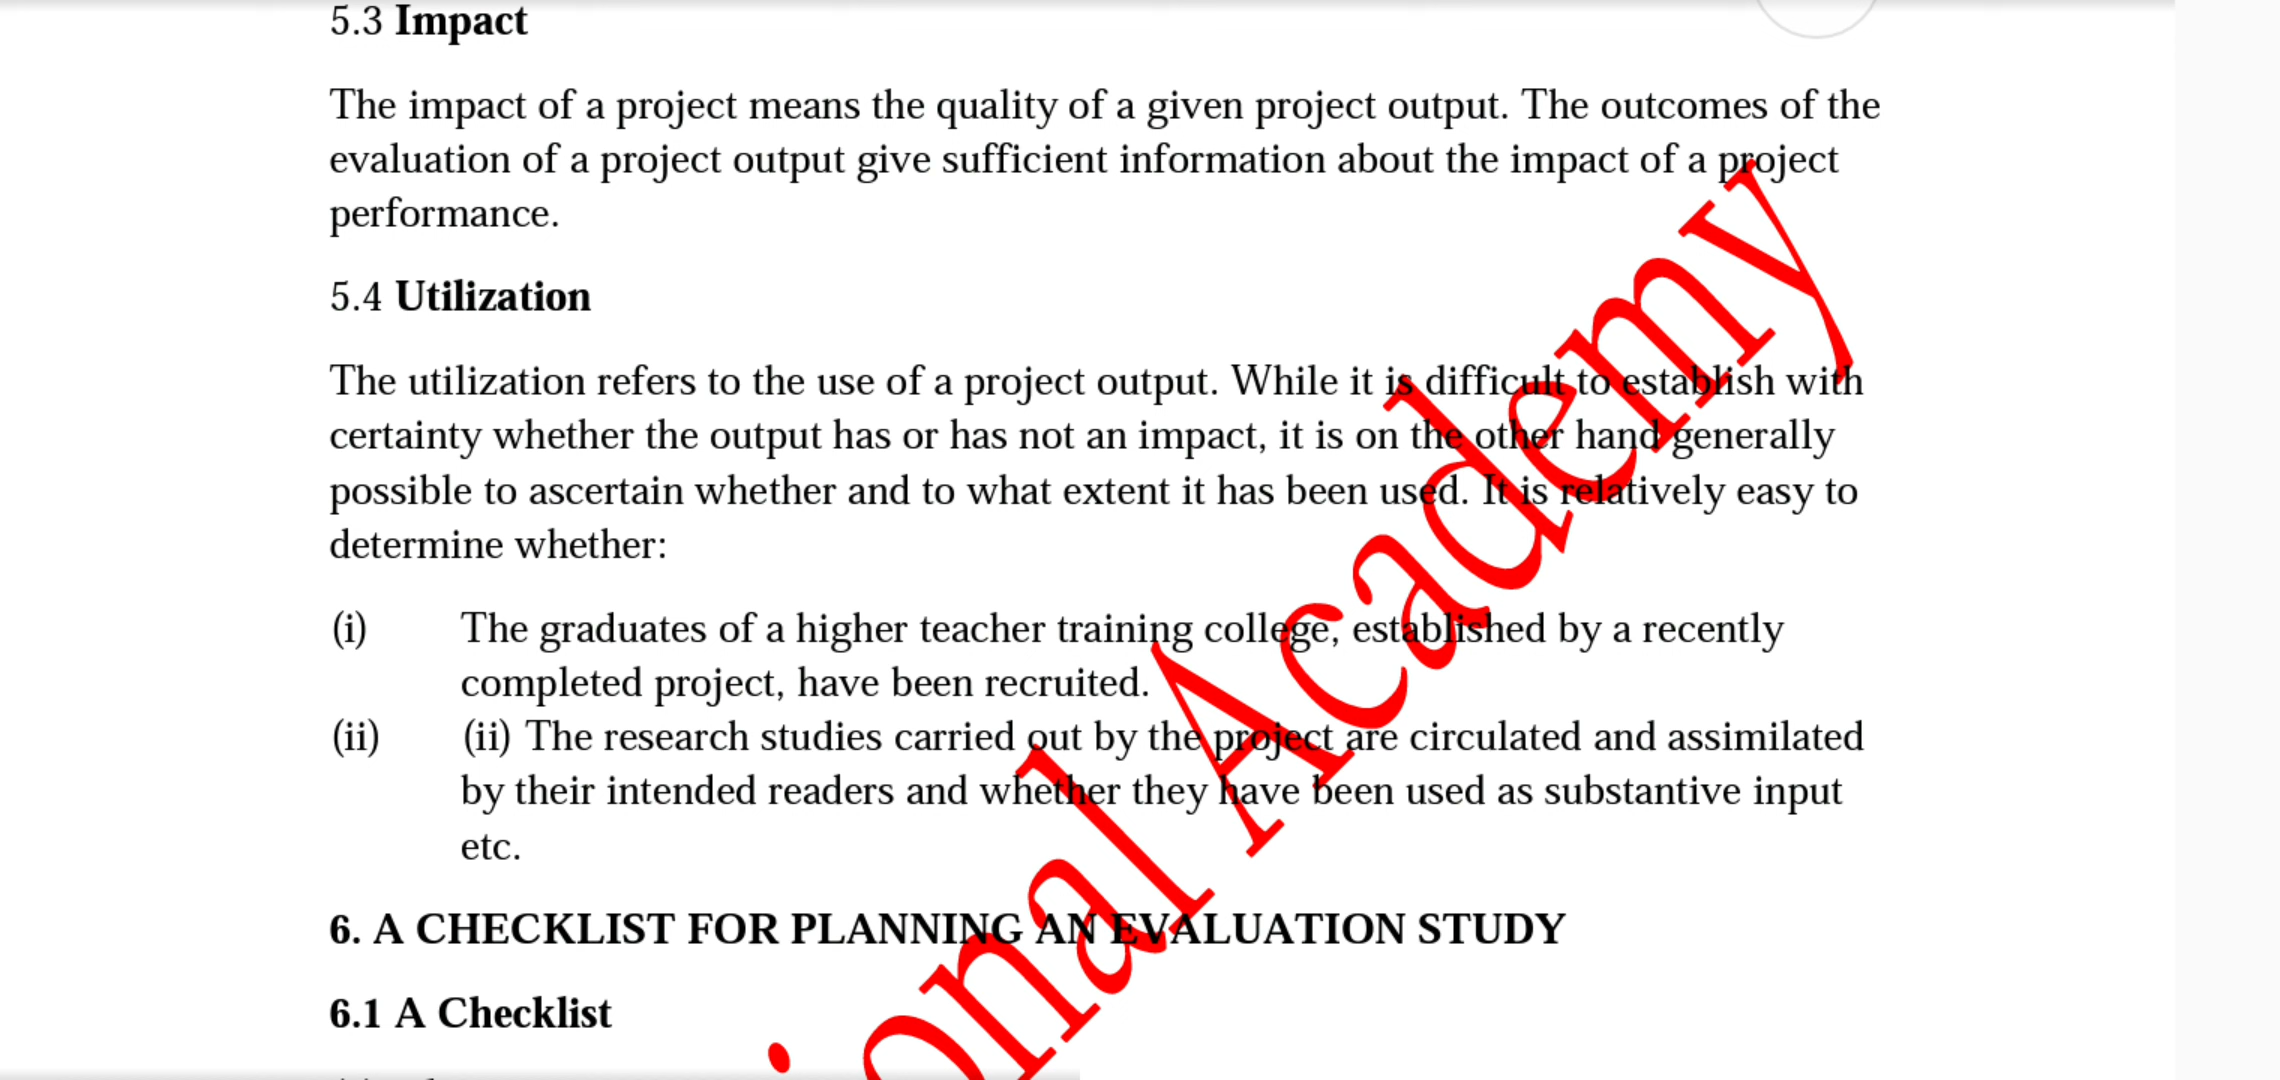 5.3 Impact
The impact of a project means the quality of a given project output. The outcomes of the
evaluation of a project output give sufficient information about the impact of a project
performance.
5.4 Utilization
The utilization refers to the use of a project output. While it is difficult to establish with
certainty whether the output has or has not an impact, it is on the other hand generally
possible to ascertain whether and to what extent it has been used. It is relatively easy to
determine whether:
(i) The graduates of a higher teacher training college, established by a recently
completed project, have been recruited.
(ii) (ii) The research studies carried out by the project are circulated and assimilated
by their intended readers and whether they have been used as substantive input
etc.
6. A CHECKLIST FOR PLANNING AN EVALUATION STUDY
6.1 A Checklist
ional Academy